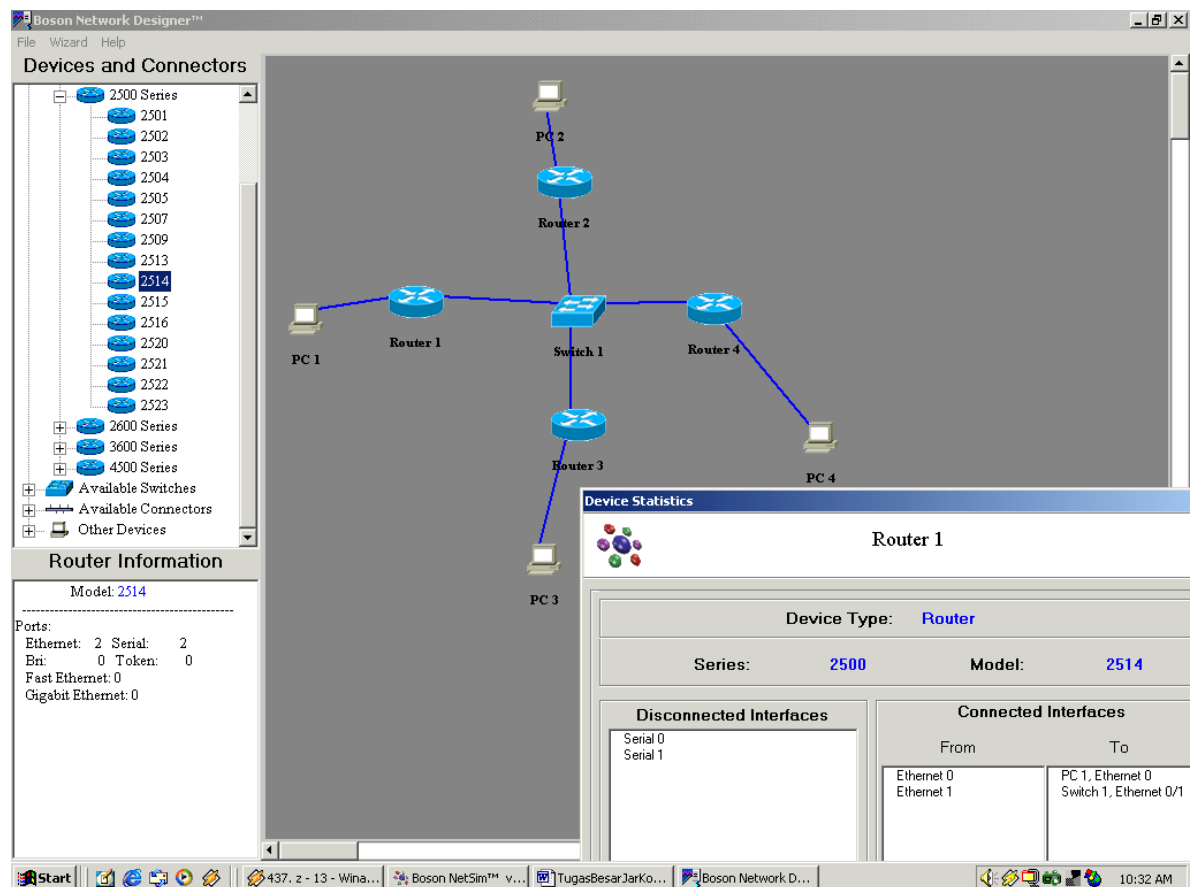 Boson Network Designer™
File Wizard Help
Devices and Connectors
2500 Series
2501
2502
2503
2504
2505
2507
2509
2513
2514
2515
2516
2520
2521
2522
2523
2600 Series
3600 Series
4500 Series
Available Switches
Available Connectors
Other Devices
Router Information
Model: 2514
----------------------------------------------
Ports:
Ethernet: 2 Serial: 2
Bri: 0 Token: 0
Fast Ethernet: 0
Gigabit Ethernet: 0
PC 2
Router 2
PC 1
Router 1
Switch 1
Router 4
Router 3
PC 4
PC 3
Device Statistics
Router 1
Device Type: Router
Series: 2500 Model: 2514
Disconnected Interfaces
Serial 0
Serial 1
Connected Interfaces
From To
Ethernet 0 PC 1, Ethernet 0
Ethernet 1 Switch 1, Ethernet 0/1
Start
437. z - 13 - Wina...
Boson NetSim™ v...
TugasBesarJarKo...
Boson Network D...
10:32 AM